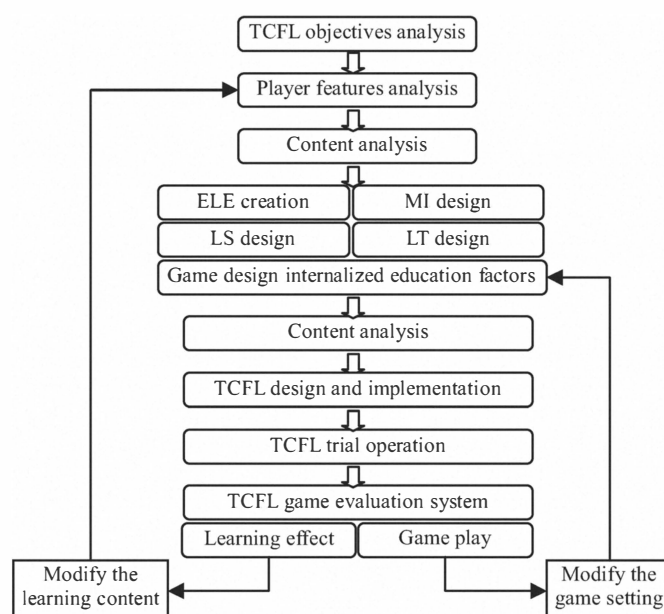 TCFL objectives analysis
Player features analysis
Content analysis
ELE creation
MI design
LS design
LT design
Game design internalized education factors
Content analysis
TCFL design and implementation
TCFL trial operation
TCFL game evaluation system
Learning effect
Game play
Modify the
learning content
Modify the
game setting